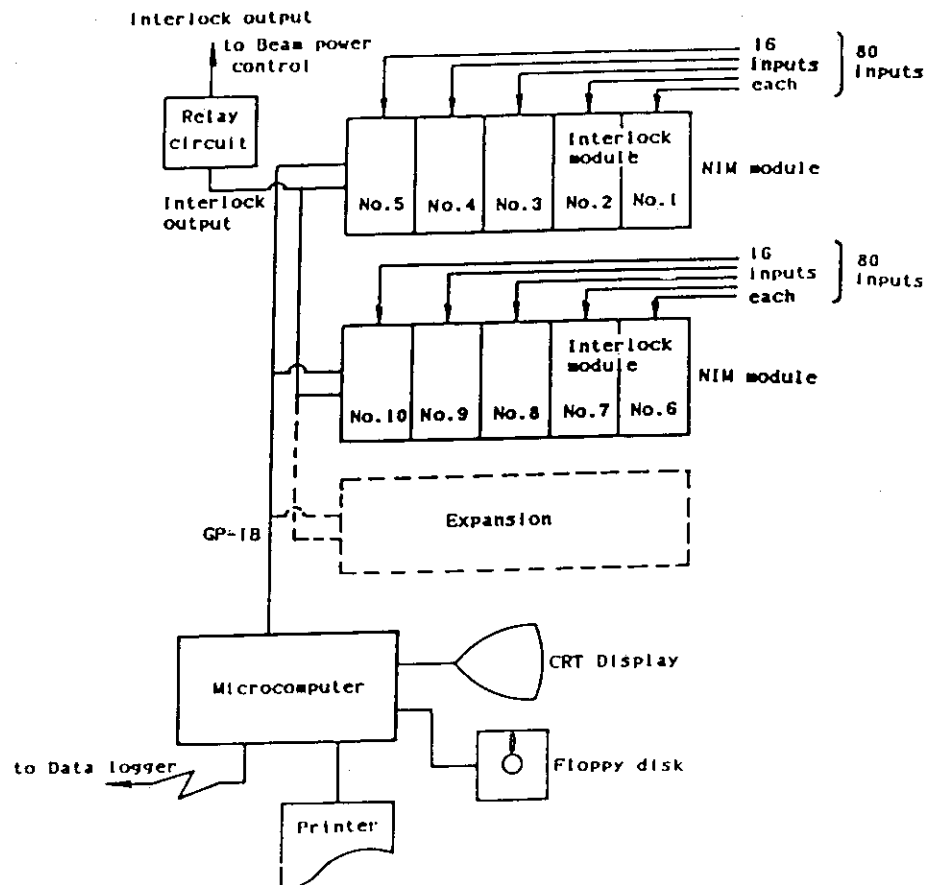 Interlock output
to Beam power
control
Relay
circuit
Interlock
output
16
inputs
each
80
inputs
Interlock
module
NIM module
No.5
No.4
No.3
No.2
No.1
16
inputs
each
80
inputs
Interlock
module
NIM module
No.10
No.9
No.8
No.7
No.6
Expansion
GP-IB
Microcomputer
CRT Display
Floppy disk
to Data logger
Printer